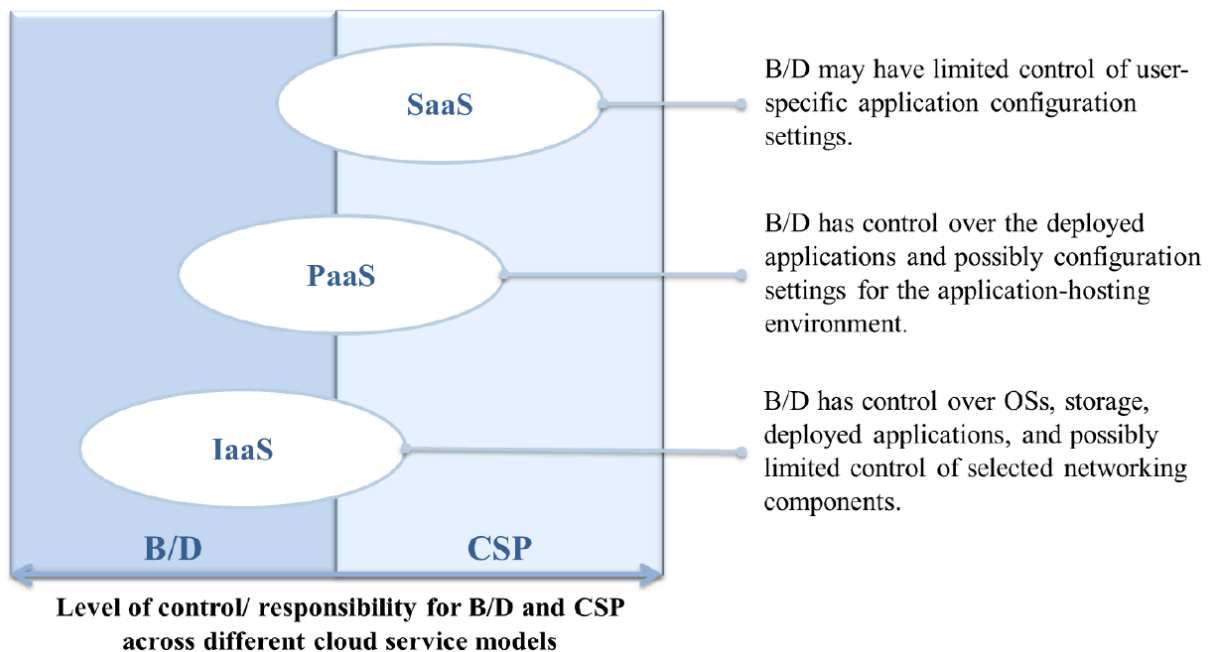 SaaS
B/D may have limited control of user-
specific application configuration
settings.
PaaS
B/D has control over the deployed
applications and possibly configuration
settings for the application-hosting
environment.
IaaS
B/D has control over OSs, storage,
deployed applications, and possibly
limited control of selected networking
components.
B/D
CSP
Level of control/ responsibility for B/D and CSP
across different cloud service models